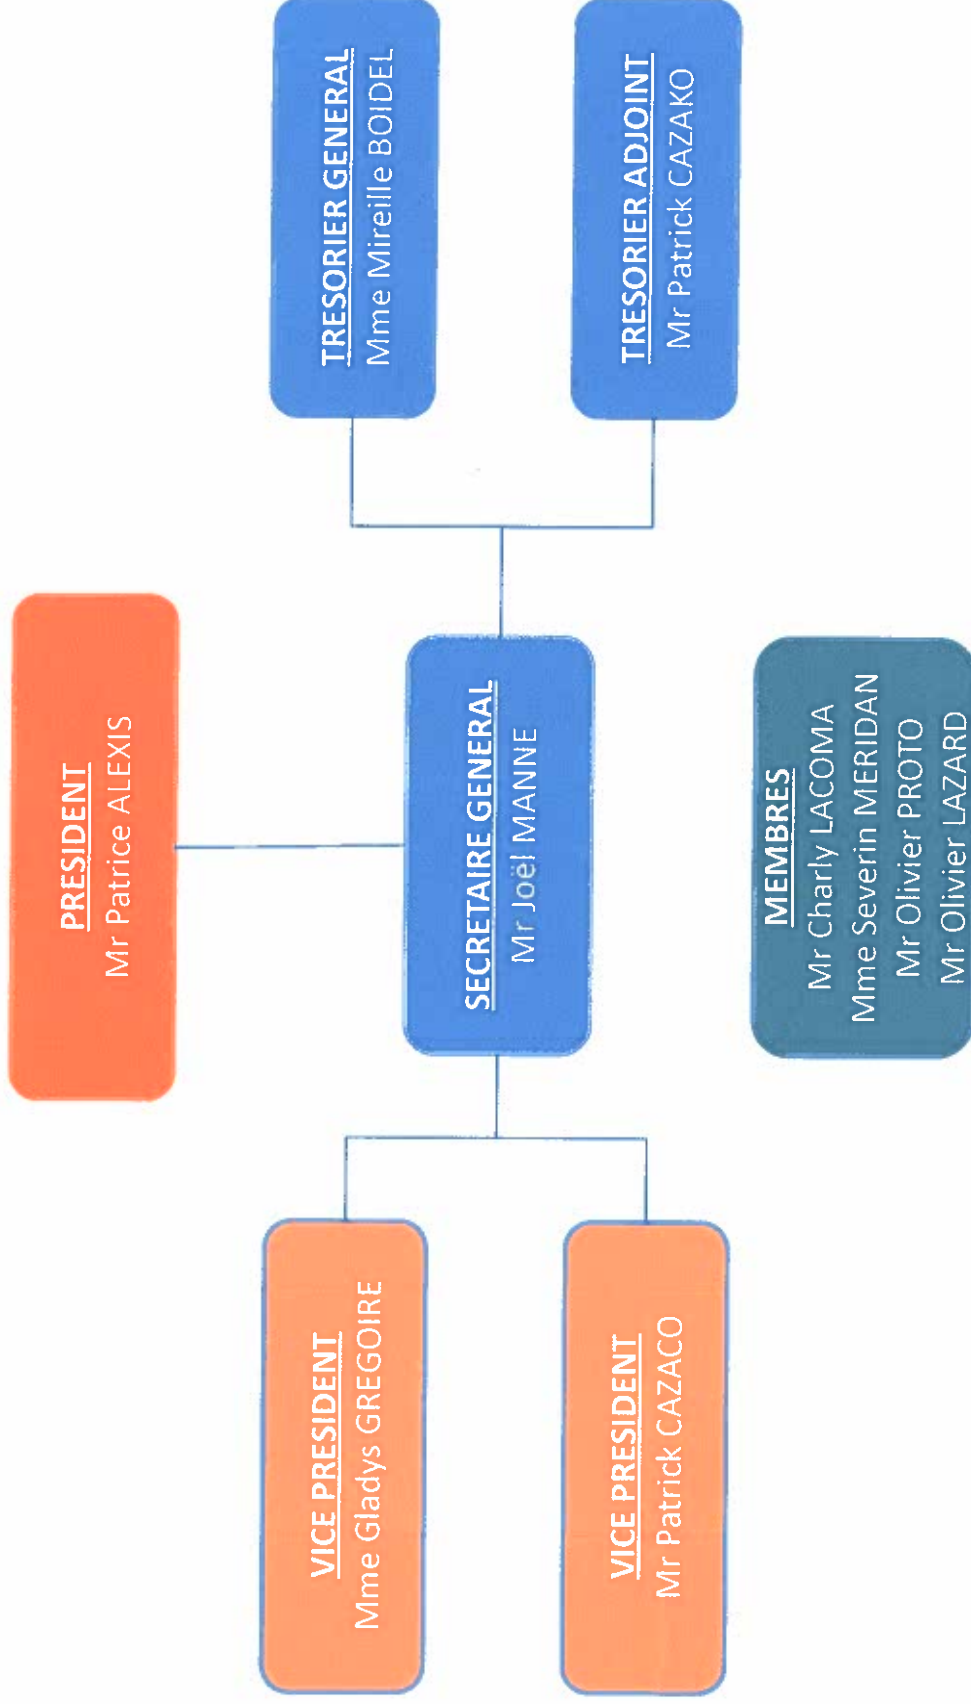 PRESIDENT
Mr Patrice ALEXIS
VICE PRESIDENT
Mme Gladys GREGOIRE
SECRETAIRE GENERAL
Mr Joël MANNE
TRESORIER GENERAL
Mme Mireille BOIDEL
VICE PRESIDENT
Mr Patrick CAZACO
TRESORIER ADJOINT
Mr Patrick CAZAKO
MEMBRES
Mr Charly LACOMA
Mme Severin MERIDAN
Mr Olivier PROTO
Mr Olivier LAZARD